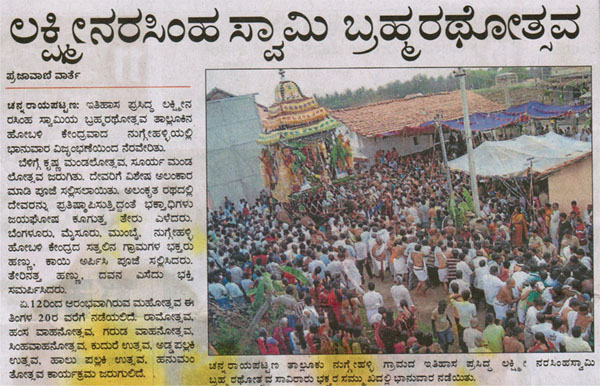 ಲಕ್ಷ್ಮೀನರಸಿಂಹ ಸ್ವಾಮಿ ಬ್ರಹ್ಮರಥೋತ್ಸವ
ಪ್ರಜಾವಾಣಿ ವಾರ್ತೆ
ಚನ್ನರಾಯಪಟ್ಟಣ: ಇತಿಹಾಸ ಪ್ರಸಿದ್ಧ ಲಕ್ಷ್ಮೀನ
ರಸಿಂಹ ಸ್ವಾಮಿಯ ಬ್ರಹ್ಮರಥೋತ್ಸವ ತಾಲ್ಲೂಕಿನ
ಹೋಬಳಿ ಕೇಂದ್ರವಾದ ನುಗ್ಗೇಹಳ್ಳಿಯಲ್ಲಿ
ಭಾನುವಾರ ವಿಜೃಂಭಣೆಯಿಂದ ನೆರವೇರಿತು.
ಬೆಳಿಗ್ಗೆ ಕೃಷ್ಣ ಮಂಡಲೋತ್ಸವ, ಸೂರ್ಯ ಮಂಡ
ಲೋತ್ಸವ ಜರುಗಿತು. ದೇವರಿಗೆ ವಿಶೇಷ ಅಲಂಕಾರ
ಮಾಡಿ ಪೂಜೆ ಸಲ್ಲಿಸಲಾಯಿತು. ಅಲಂಕೃತ ರಥದಲ್ಲಿ
ದೇವರನ್ನು ಪ್ರತಿಷ್ಠಾಪಿಸುತ್ತಿದ್ದಂತೆ ಭಕ್ತಾಧಿಗಳು
ಜಯಘೋಷ ಕೂಗುತ್ತ ತೇರು ಎಳೆದರು.
ಬೆಂಗಳೂರು, ಮೈಸೂರು, ಮುಂಬೈ, ನುಗ್ಗೇಹಳ್ಳಿ
ಹೋಬಳಿ ಕೇಂದ್ರದ ಸುತ್ತಲಿನ ಗ್ರಾಮಗಳ ಭಕ್ತರು
ಹಣ್ಣು, ಕಾಯಿ ಅರ್ಪಿಸಿ ಪೂಜೆ ಸಲ್ಲಿಸಿದರು.
ತೇರಿನತ್ತ ಹಣ್ಣು, ದವನ ಎಸೆದು ಭಕ್ತಿ
ಸಮರ್ಪಿಸಿದರು.
ಏ.12ರಿಂದ ಆರಂಭವಾಗಿರುವ ಮಹೋತ್ಸವ ಈ
ತಿಂಗಳ 20ರ ವರೆಗೆ ನಡೆಯಲಿದೆ. ರಾಮೋತ್ಸವ,
ಹಂಸ ವಾಹನೋತ್ಸವ, ಗರುಡ ವಾಹನೋತ್ಸವ,
ಸಿಂಹವಾಹನೋತ್ಸವ, ಕುದುರೆ ಉತ್ಸವ, ಅಡ್ಡಪಲ್ಲಕಿ
ಉತ್ಸವ, ಹಾಲು ಪಲ್ಲಕಿ ಉತ್ಸವ, ಹನುಮಂ
ತೋತ್ಸವ ಕಾರ್ಯಕ್ರಮ ಜರುಗಲಿದೆ.
ಚನ್ನರಾಯಪಟ್ಟಣ ತಾಲ್ಲೂಕು ನುಗ್ಗೇಹಳ್ಳಿ ಗ್ರಾಮದ ಇತಿಹಾಸ ಪ್ರಸಿದ್ಧ ಲಕ್ಷ್ಮೀ ನರಸಿಂಹಸ್ವಾಮಿ
ಬ್ರಹ್ಮ ರಥೋತ್ಸವ ಸಾವಿರಾರು ಭಕ್ತರ ಸಮ್ಮುಖದಲ್ಲಿ ಭಾನುವಾರ ನಡೆಯಿತು.